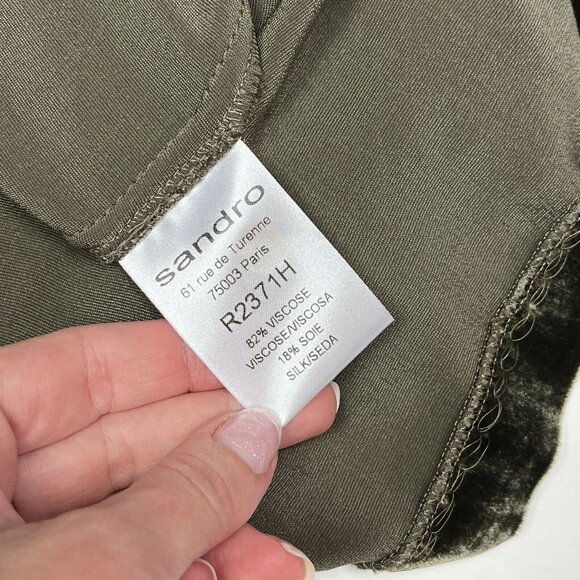 sandro
61 rue de Turenne
75003 Paris
R2371H
82% VISCOSE
VISCOSE/VISCOSA
18% SOIE
SILK/SEDA